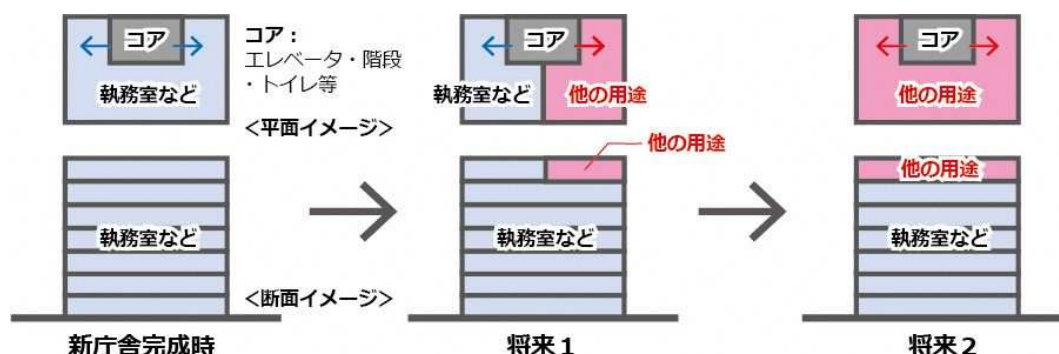 コア
執務室など
コア：
エレベータ・階段
・トイレ等
<平面イメージ>
執務室など
<断面イメージ>
新庁舎完成時
コア
執務室など
他の用途
他の用途
執務室など
将来１
コア
他の用途
他の用途
執務室など
将来２